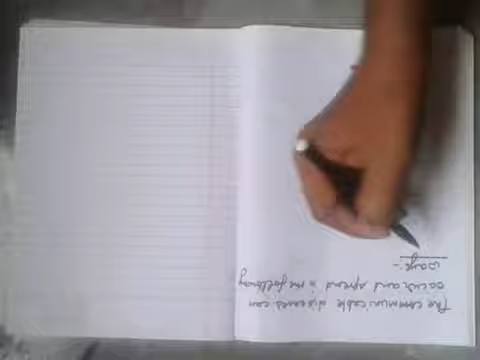 The communicable diseases can
occur and spread in the following
ways:-